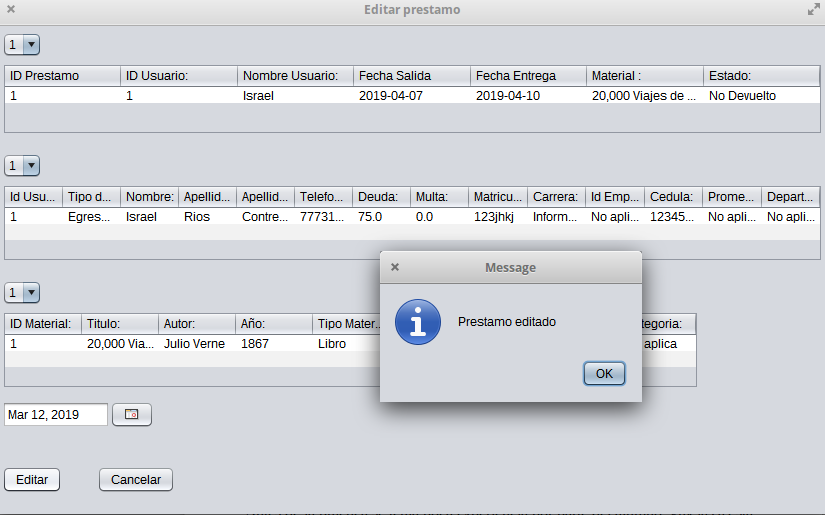 Editar prestamo
1
ID Prestamo ID Usuario: Nombre Usuario: Fecha Salida Fecha Entrega Material : Estado:
1 1 Israel 2019-04-07 2019-04-10 20,000 Viajes de ... No Devuelto
1
Id Usu... Tipo d... Nombre: Apellid... Apellid... Telefo... Deuda: Multa: Matricu... Carrera: Id Emp... Cedula: Prome... Depart...
1 Egres... Israel Rios Contre... 77731... 75.0 0.0 123jhkj Inform... No apli... 12345... No apli... No apli...
Message
Prestamo editado
OK
1
ID Material: Titulo: Autor: Año: Tipo Mater... tegoria:
1 20,000 Via... Julio Verne 1867 Libro aplica
Mar 12, 2019
Editar Cancelar